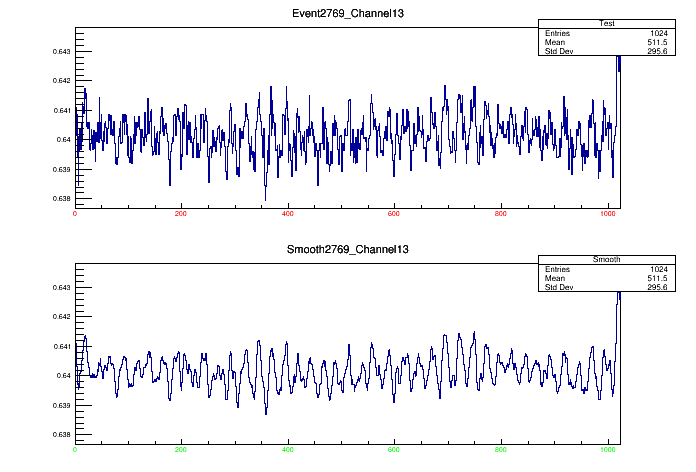 Event2769_Channel13
Test
Entries 1024
Mean 511.5
Std Dev 295.6
0.643
0.642
0.641
0.64
0.639
0.638
0 200 400 600 800 1000
Smooth2769_Channel13
Smooth
Entries 1024
Mean 511.5
Std Dev 295.6
0.643
0.642
0.641
0.64
0.639
0.638
0 200 400 600 800 1000